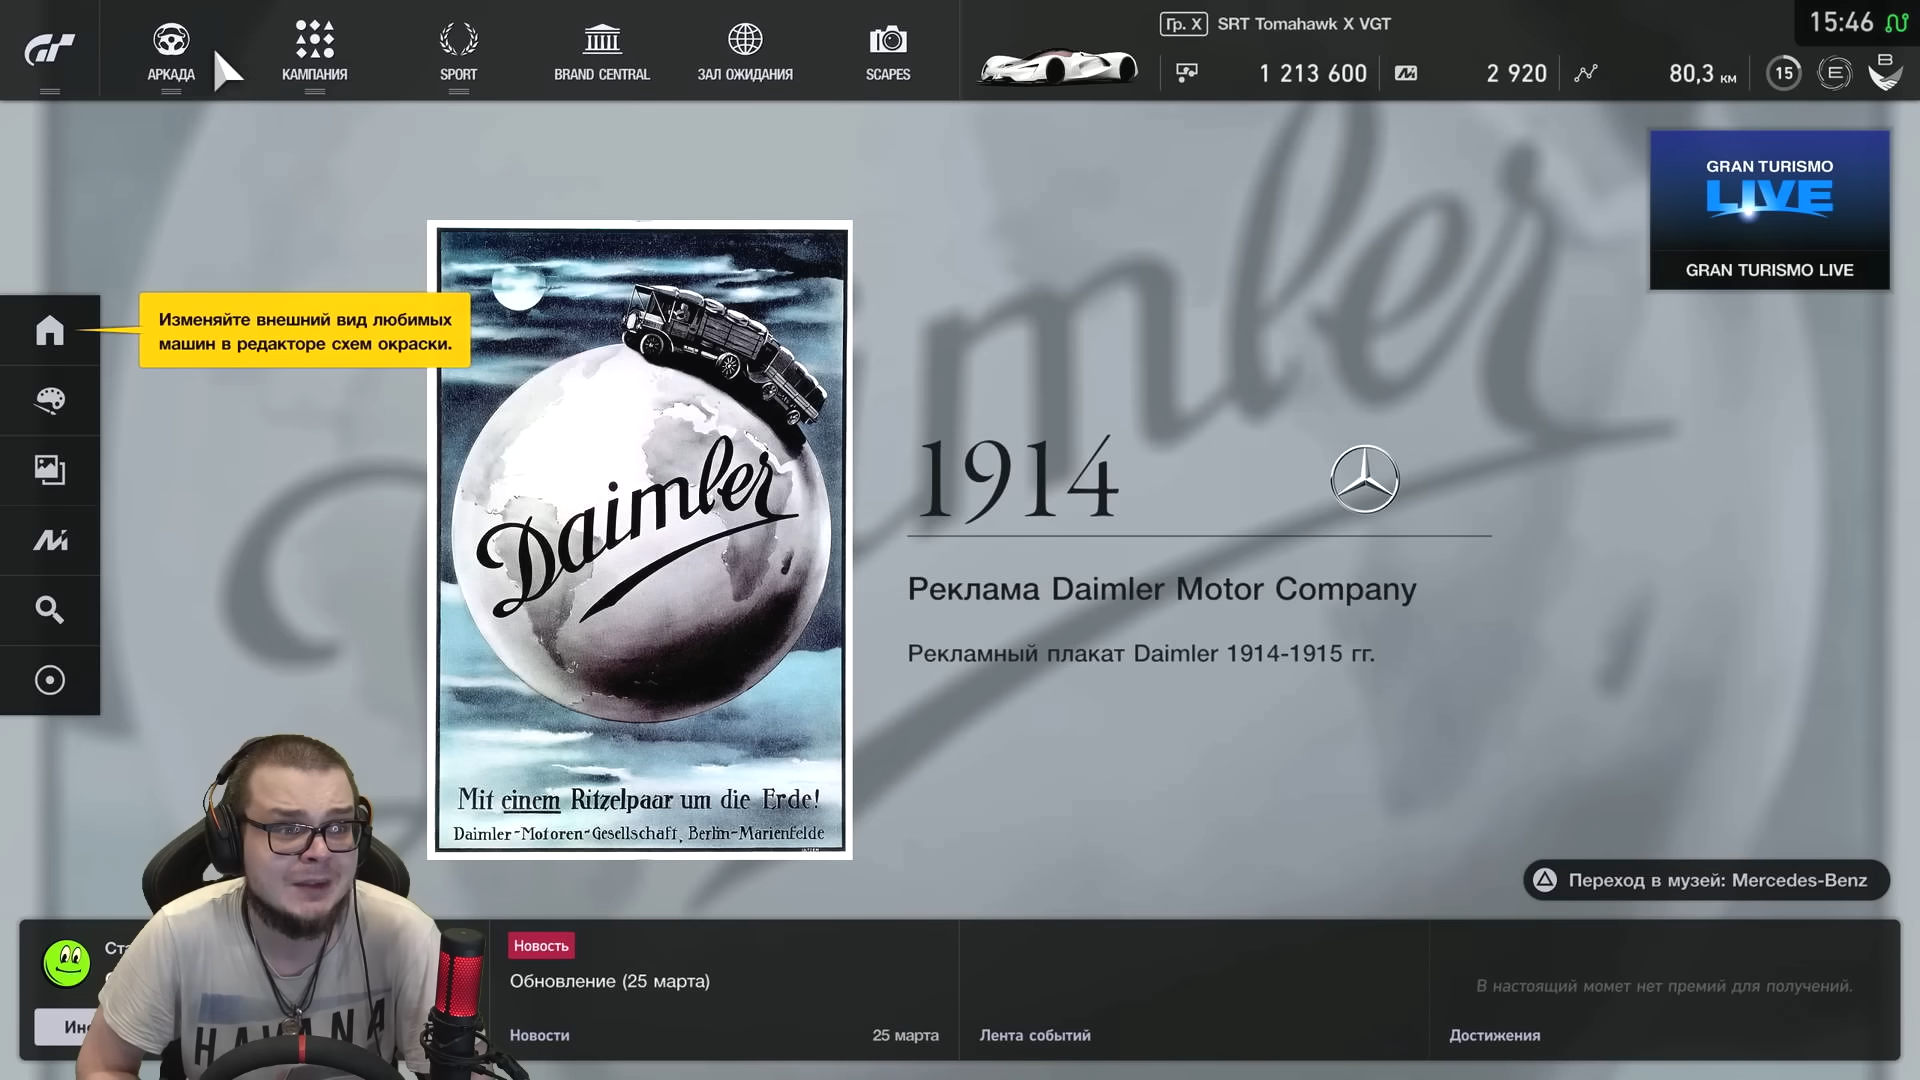 АРКАДА
КАМПАНИЯ
SPORT
BRAND CENTRAL
ЗАЛ ОЖИДАНИЯ
SCAPES
Гр. X SRT Tomahawk X VGT
1 213 600
2 920
80,3 км
15
E
B
15:46
GRAN TURISMO
LIVE
GRAN TURISMO LIVE
Изменяйте внешний вид любимых
машин в редакторе схем окраски.
Daimler
Mit einem Ritzelpaar um die Erde!
Daimler-Motoren-Gesellschaft, Berlin-Marienfelde
Daimler
1914
Реклама Daimler Motor Company
Рекламный плакат Daimler 1914-1915 гг.
Переход в музей: Mercedes-Benz
Новость
Обновление (25 марта)
Новости
25 марта
Лента событий
В настоящий момет нет премий для получений.
Достижения
HAVANA